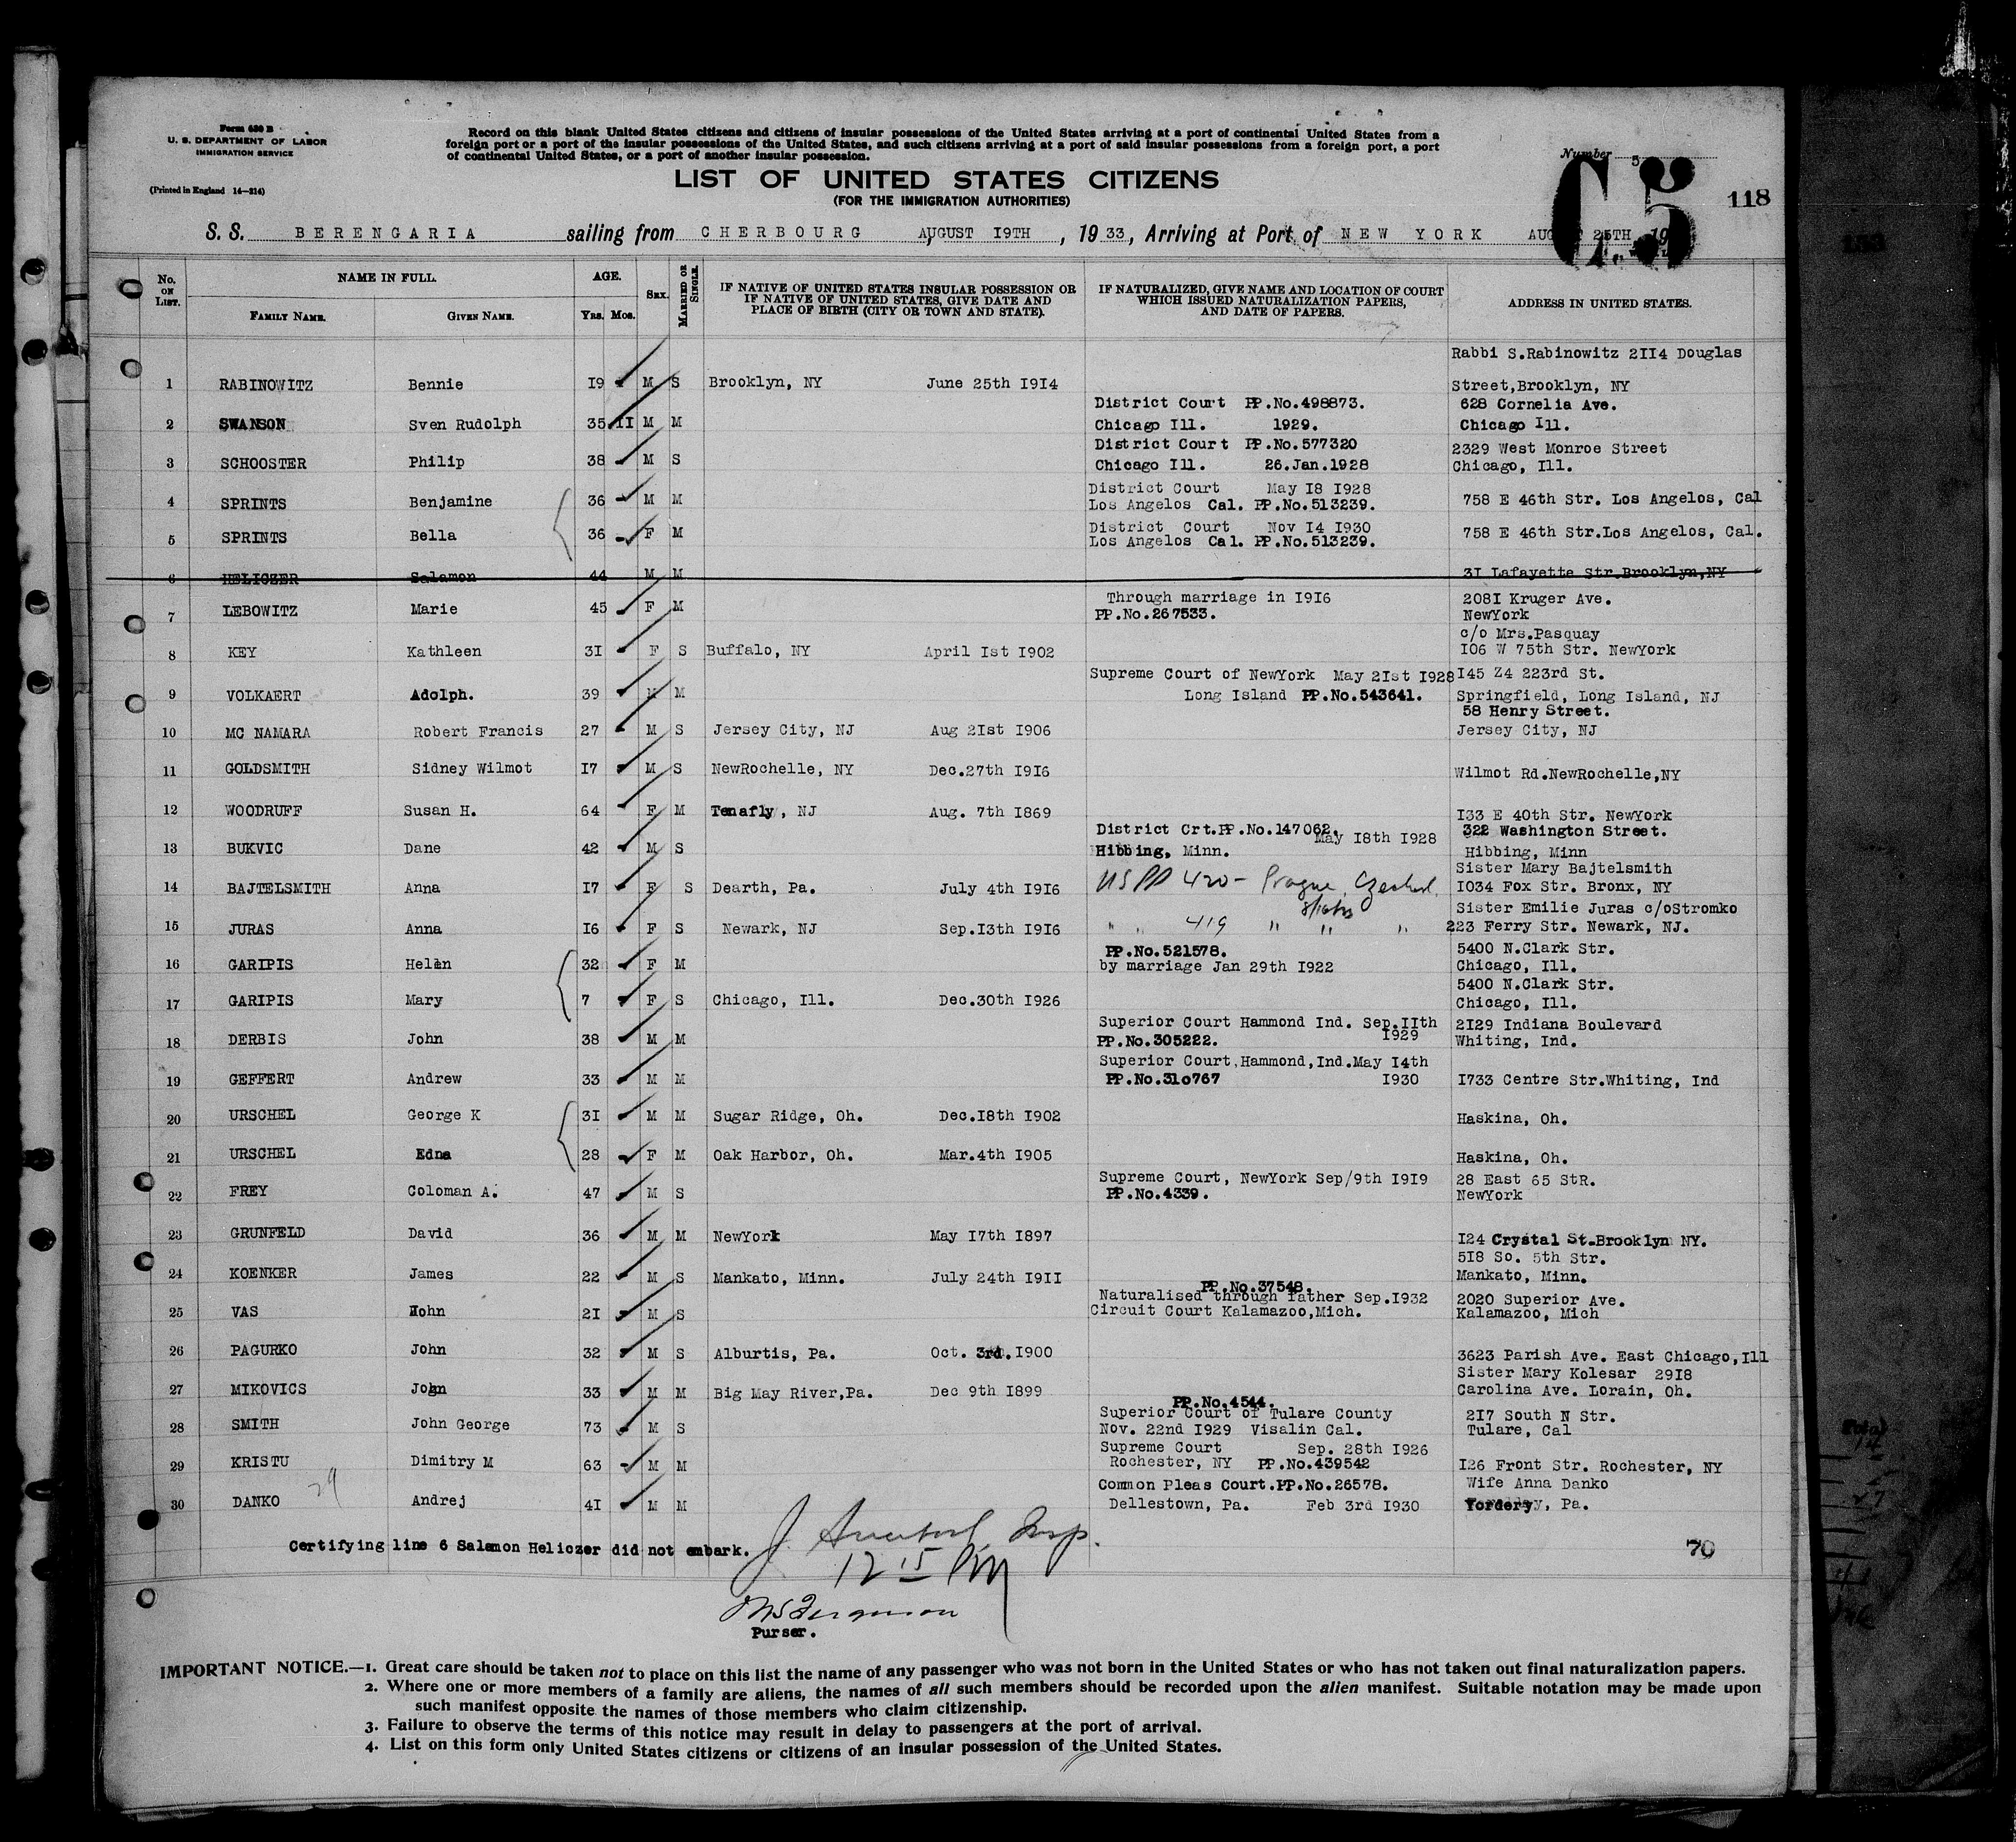 Form 630 B
U. S. DEPARTMENT OF LABOR
IMMIGRATION SERVICE
(Printed in England 14—214)
Record on this blank United States citizens and citizens of insular possessions of the United States arriving at a port of continental United States from a
foreign port or a port of the insular possessions of the United States, and such citizens arriving at a port of said insular possessions from a foreign port, a port
of continental United States, or a port of another insular possession.
LIST OF UNITED STATES CITIZENS
(FOR THE IMMIGRATION AUTHORITIES)
Number 5
C.5
118
S. S. BERENGARIA sailing from CHERBOURG AUGUST 19TH, 1933, Arriving at Port of NEW YORK
No. ON LIST.
NAME IN FULL.
FAMILY NAME. GIVEN NAME.
AGE.
Yrs. Mos.
SEX.
MARRIED OR SINGLE.
IF NATIVE OF UNITED STATES INSULAR POSSESSION OR
IF NATIVE OF UNITED STATES, GIVE DATE AND
PLACE OF BIRTH (CITY OR TOWN AND STATE).
IF NATURALIZED, GIVE NAME AND LOCATION OF COURT
WHICH ISSUED NATURALIZATION PAPERS,
AND DATE OF PAPERS.
ADDRESS IN UNITED STATES.
Rabbi S.Rabinowitz 2114 Douglas
1 RABINOWITZ Bennie 19 M S Brooklyn, NY June 25th 1914 Street,Brooklyn, NY
District Court PP.No.498873. 628 Cornelia Ave.
2 SWANSON Sven Rudolph 35 11 M M Chicago Ill. 1929. Chicago Ill.
District Court PP.No.577320 2329 West Monroe Street
3 SCHOOSTER Philip 38 M S Chicago Ill. 26.Jan.1928 Chicago, Ill.
District Court May 18 1928
4 SPRINTS Benjamine 36 M M Los Angelos Cal. PP.No.513239. 758 E 46th Str. Los Angelos, Cal
District Court Nov 14 1930
5 SPRINTS Bella 36 F M Los Angelos Cal. PP.No.513239. 758 E 46th Str.Los Angelos, Cal.
6 HELICZER Salamon 44 M M 31 Lafayette Str.Brooklyn,NY
Through marriage in 1916 2081 Kruger Ave.
7 LEBOWITZ Marie 45 F M PP.No.267533. NewYork
c/o Mrs.Pasquay
8 KEY Kathleen 31 F S Buffalo, NY April 1st 1902 106 W 75th Str. NewYork
Supreme Court of NewYork May 21st 1928 145 Z4 223rd St.
9 VOLKAERT Adolph. 39 M M Long Island PP.No.543641. Springfield, Long Island, NJ
58 Henry Street.
10 MC NAMARA Robert Francis 27 M S Jersey City, NJ Aug 21st 1906 Jersey City, NJ
11 GOLDSMITH Sidney Wilmot 17 M S NewRochelle, NY Dec.27th 1916 Wilmot Rd.NewRochelle,NY
12 WOODRUFF Susan H. 64 F M Tenafly, NJ Aug. 7th 1869 133 E 40th Str. NewYork
District Crt.PP.No.147062. May 18th 1928 322 Washington Street.
13 BUKVIC Dane 42 M S Hibbing, Minn. Hibbing, Minn
Sister Mary Bajtelsmith
14 BAJTELSMITH Anna 17 F S Dearth, Pa. July 4th 1916 US PP 420 - Prague, 1034 Fox Str. Bronx, NY
Sister Emilie Juras c/oStromko
15 JURAS Anna 16 F S Newark, NJ Sep.13th 1916 " " 419 " " " 223 Ferry Str. Newark, NJ.
PP.No.521578. 5400 N.Clark Str.
16 GARIPIS Helen 32 F M by marriage Jan 29th 1922 Chicago, Ill.
5400 N.Clark Str.
17 GARIPIS Mary 7 F S Chicago, Ill. Dec.30th 1926 Chicago, Ill.
Superior Court Hammond Ind. Sep.11th 1929 2129 Indiana Boulevard
18 DERBIS John 38 M M PP.No.305222. Whiting, Ind.
Superior Court,Hammond,Ind.May 14th
19 GEFFERT Andrew 33 M M PP.No.310767 1930 1733 Centre Str.Whiting, Ind
20 URSCHEL George K 31 M M Sugar Ridge, Oh. Dec.18th 1902 Haskina, Oh.
21 URSCHEL Edna 28 F M Oak Harbor, Oh. Mar.4th 1905 Haskina, Oh.
Supreme Court, NewYork Sep/9th 1919 28 East 65 StR.
22 FREY Coloman A. 47 M S PP.No.4339. NewYork
23 GRUNFELD David 36 M M NewYork May 17th 1897 124 Crystal St.Brooklyn NY.
518 So. 5th Str.
24 KOENKER James 22 M S Mankato, Minn. July 24th 1911 Mankato, Minn.
PP.No.37548.
Naturalised through father Sep.1932 2020 Superior Ave.
25 VAS John 21 M S Circuit Court Kalamazoo,Mich. Kalamazoo, Mich
26 PAGURKO John 32 M S Alburtis, Pa. Oct. 3rd.1900 3623 Parish Ave. East Chicago,Ill
Sister Mary Kolesar 2918
27 MIKOVICS John 33 M M Big May River,Pa. Dec 9th 1899 Carolina Ave. Lorain, Oh.
PP.No.4544.
Superior Court of Tulare County 217 South N Str.
28 SMITH John George 73 M S Nov. 22nd 1929 Visalin Cal. Tulare, Cal
Supreme Court Sep. 28th 1926
29 KRISTU Dimitry M 63 M M Rochester, NY PP.No.439542 126 Front Str. Rochester, NY
Common Pleas Court.PP.No.26578. Wife Anna Danko
30 DANKO 29 Andrej 41 M M Dellestown, Pa. Feb 3rd 1930 Yordery, Pa.
Certifying line 6 Salamon Heliczer did not embark.
Insp.
12 15 PM
70
Purser.
IMPORTANT NOTICE.—1. Great care should be taken not to place on this list the name of any passenger who was not born in the United States or who has not taken out final naturalization papers.
2. Where one or more members of a family are aliens, the names of all such members should be recorded upon the alien manifest. Suitable notation may be made upon
such manifest opposite the names of those members who claim citizenship.
3. Failure to observe the terms of this notice may result in delay to passengers at the port of arrival.
4. List on this form only United States citizens or citizens of an insular possession of the United States.